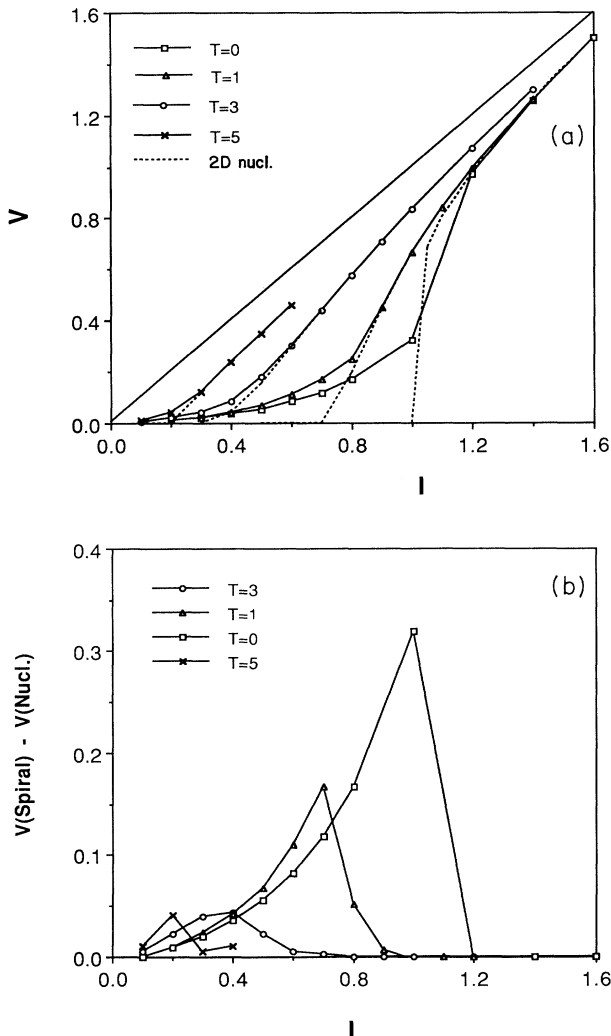 1.6
T=0
T=1
T=3
T=5
2D nucl.
(a)
1.2
0.8
0.4
0.0
V
0.0 0.4 0.8 1.2 1.6
I
0.4
T=3
T=1
T=0
T=5
(b)
0.3
0.2
0.1
0.0
V(Spiral) - V(Nucl.)
0.0 0.4 0.8 1.2 1.6
I